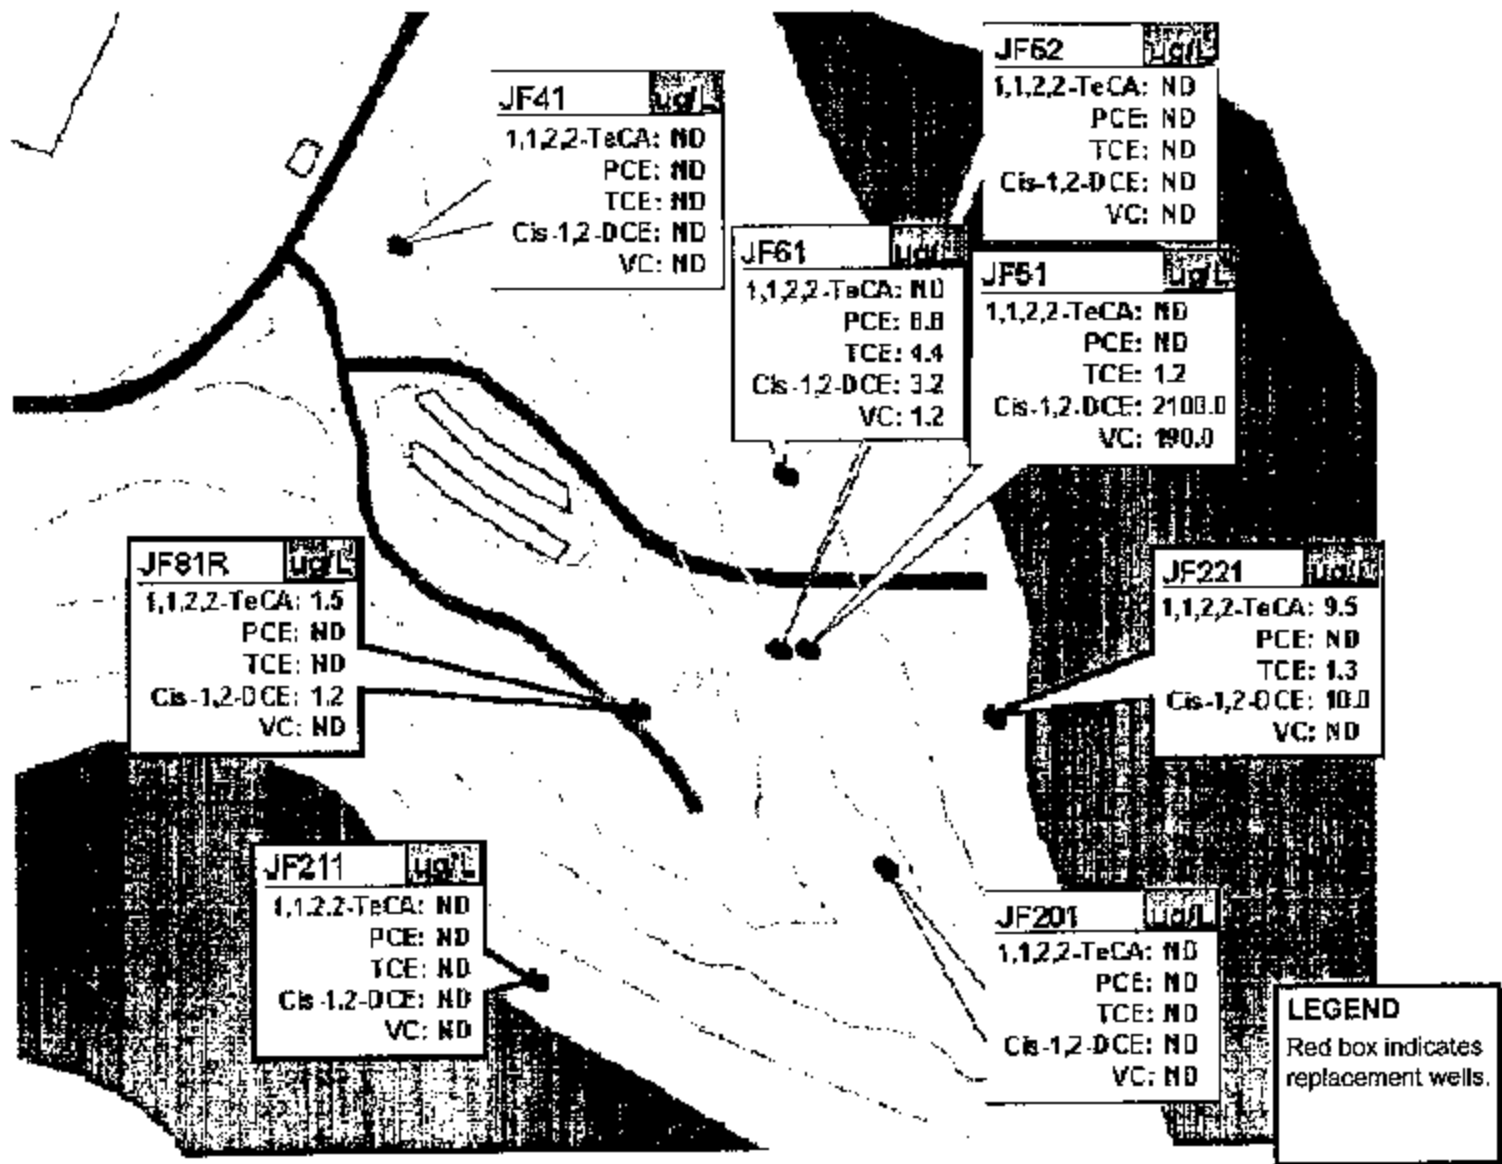 JF62 ug/L
1,1,2,2-TeCA: ND
PCE: ND
TCE: ND
Cis-1,2-DCE: ND
VC: ND
JF41 ug/L
1,1,2,2-TeCA: ND
PCE: ND
TCE: ND
Cis-1,2-DCE: ND
VC: ND
JF61 ug/L
1,1,2,2-TeCA: ND
PCE: 8.8
TCE: 4.4
Cis-1,2-DCE: 3.2
VC: 1.2
JF51 ug/L
1,1,2,2-TeCA: ND
PCE: ND
TCE: 1.2
Cis-1,2-DCE: 2100.0
VC: 190.0
JF81R ug/L
1,1,2,2-TeCA: 1.5
PCE: ND
TCE: ND
Cis-1,2-DCE: 1.2
VC: ND
JF221 ug/L
1,1,2,2-TeCA: 9.5
PCE: ND
TCE: 1.3
Cis-1,2-DCE: 10.0
VC: ND
JF211 ug/L
1,1,2,2-TeCA: ND
PCE: ND
TCE: ND
Cis-1,2-DCE: ND
VC: ND
JF201 ug/L
1,1,2,2-TeCA: ND
PCE: ND
TCE: ND
Cis-1,2-DCE: ND
VC: ND
LEGEND
Red box indicates
replacement wells.